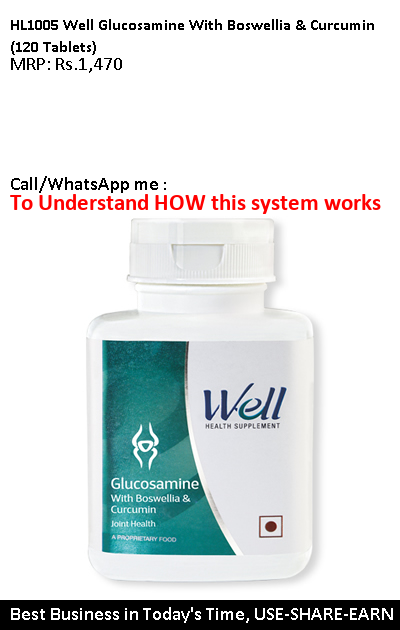 HL1005 Well Glucosamine With Boswellia & Curcumin
(120 Tablets)
MRP: Rs.1,470
Call/WhatsApp me :
To Understand HOW this system works
Well
HEALTH SUPPLEMENT
Glucosamine
With Boswellia &
Curcumin
Joint Health
A PROPRIETARY FOOD
Best Business in Today's Time, USE-SHARE-EARN